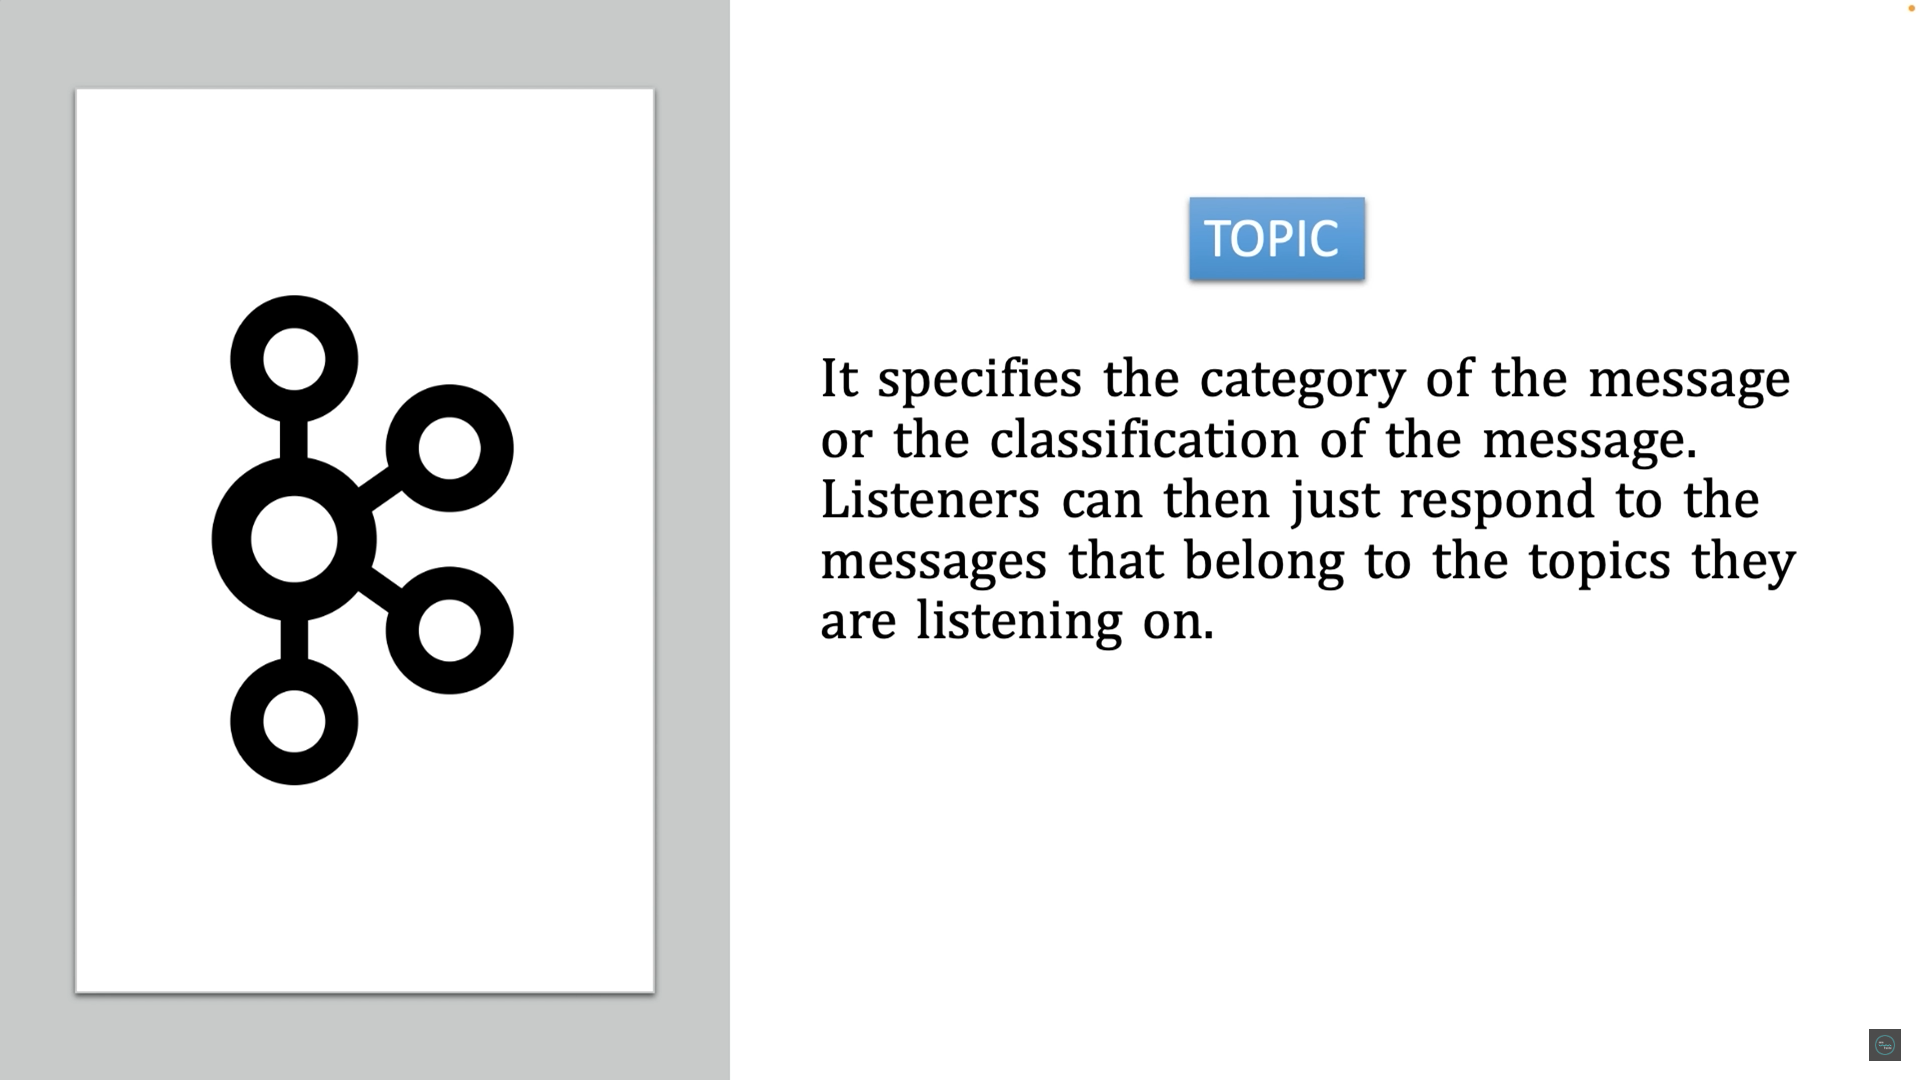 TOPIC
It specifies the category of the message
or the classification of the message.
Listeners can then just respond to the
messages that belong to the topics they
are listening on.